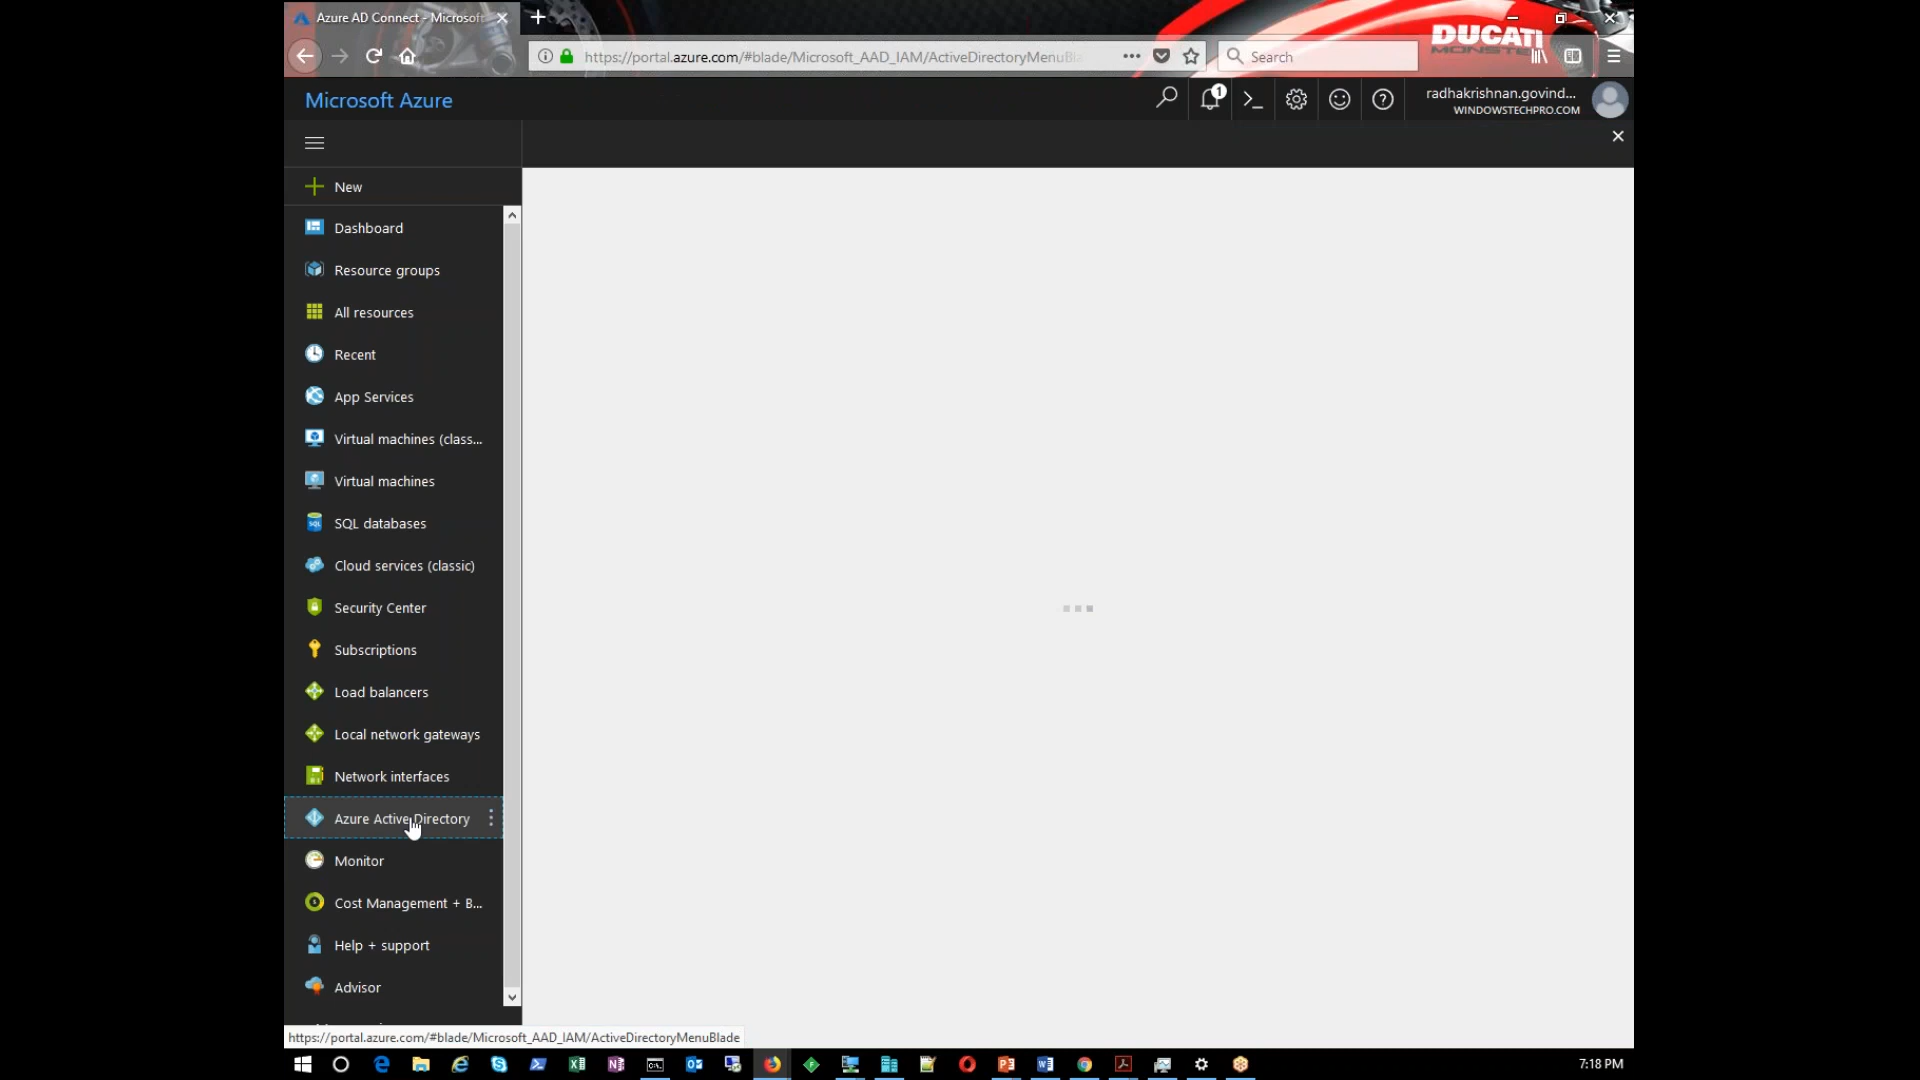 Azure AD Connect - Microsoft
DUCATI
MONSTER
https://portal.azure.com/#blade/Microsoft_AAD_IAM/ActiveDirectoryMenuBla
Search
Microsoft Azure
1
radhakrishnan.govind...
WINDOWSTECHPRO.COM
New
Dashboard
Resource groups
All resources
Recent
App Services
Virtual machines (class...
Virtual machines
SQL databases
Cloud services (classic)
Security Center
Subscriptions
Load balancers
Local network gateways
Network interfaces
Azure Active Directory
Monitor
Cost Management + B...
Help + support
Advisor
https://portal.azure.com/#blade/Microsoft_AAD_IAM/ActiveDirectoryMenuBlade
7:18 PM